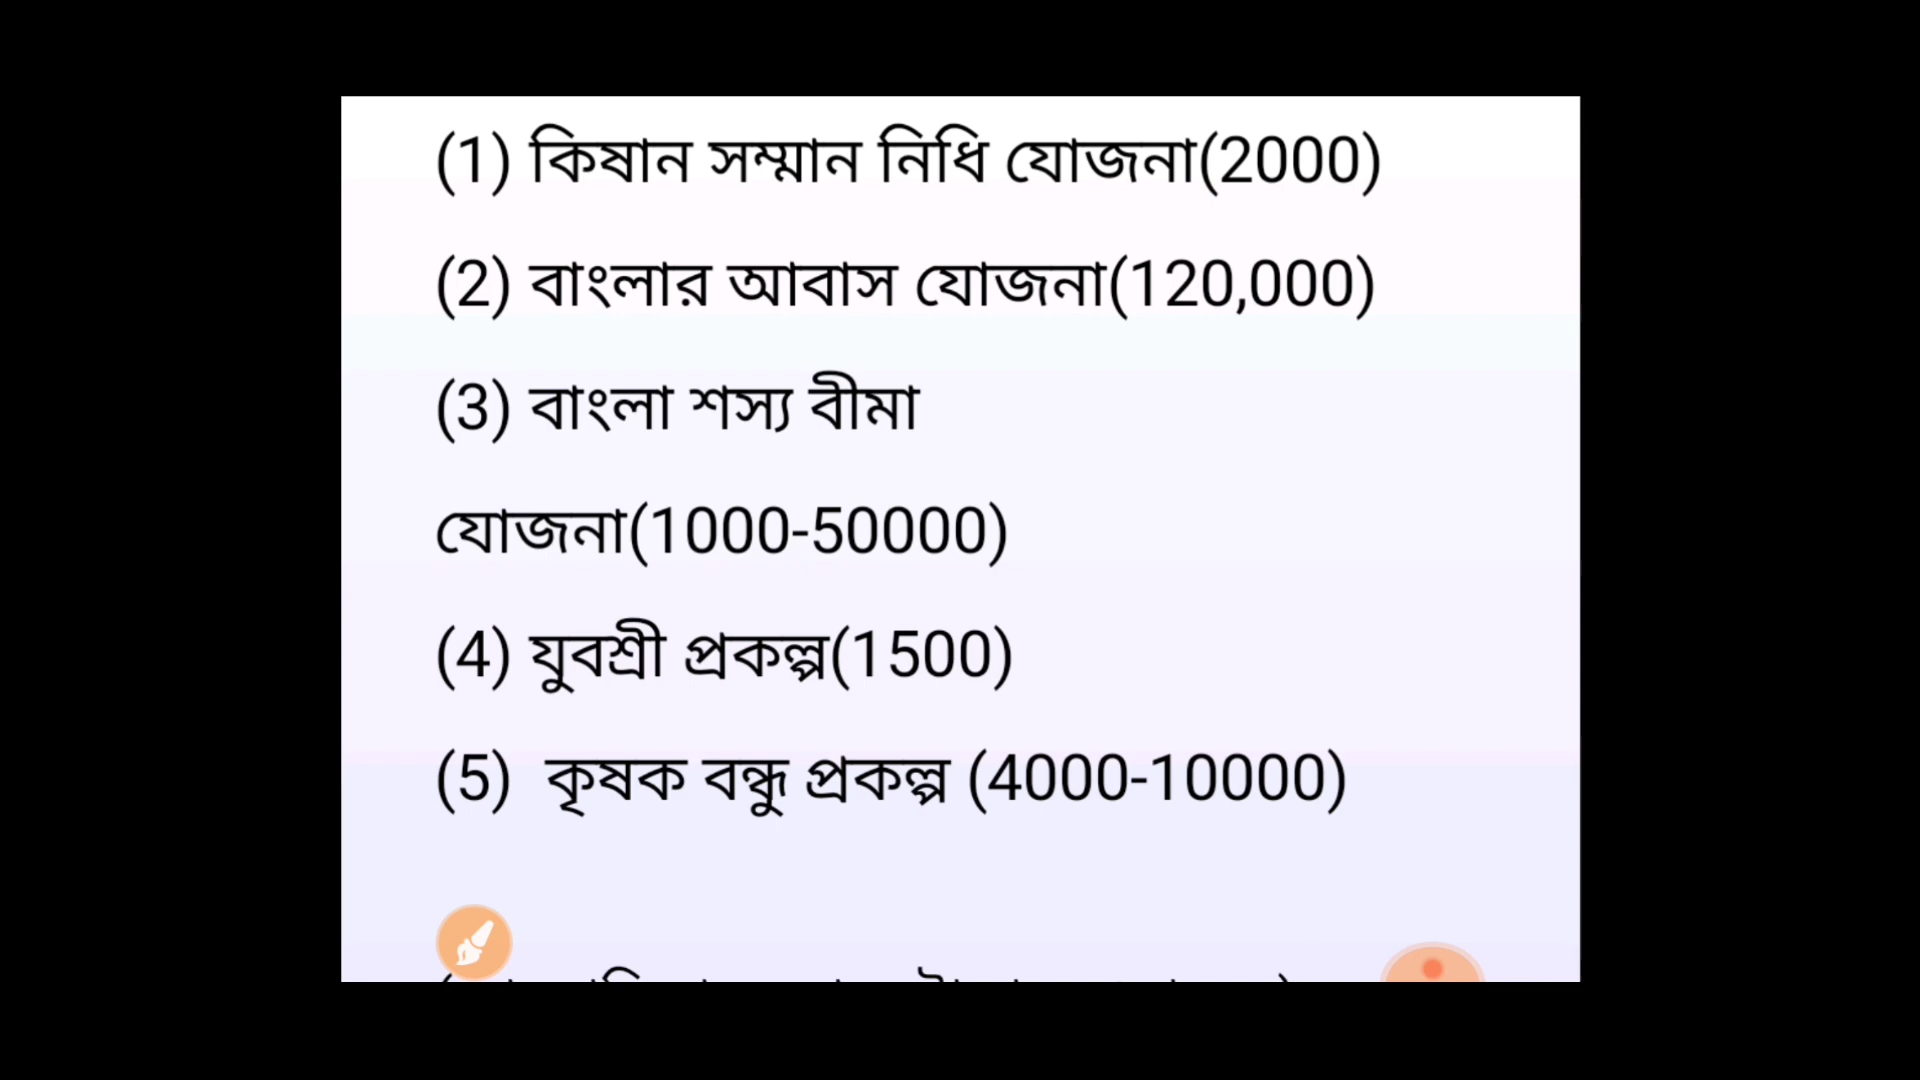 (1) কিষান সম্মান নিধি যোজনা(2000)
(2) বাংলার আবাস যোজনা(120,000)
(3) বাংলা শস্য বীমা
যোজনা(1000-50000)
(4) যুবশ্রী প্রকল্প(1500)
(5)  কৃষক বন্ধু প্রকল্প (4000-10000)